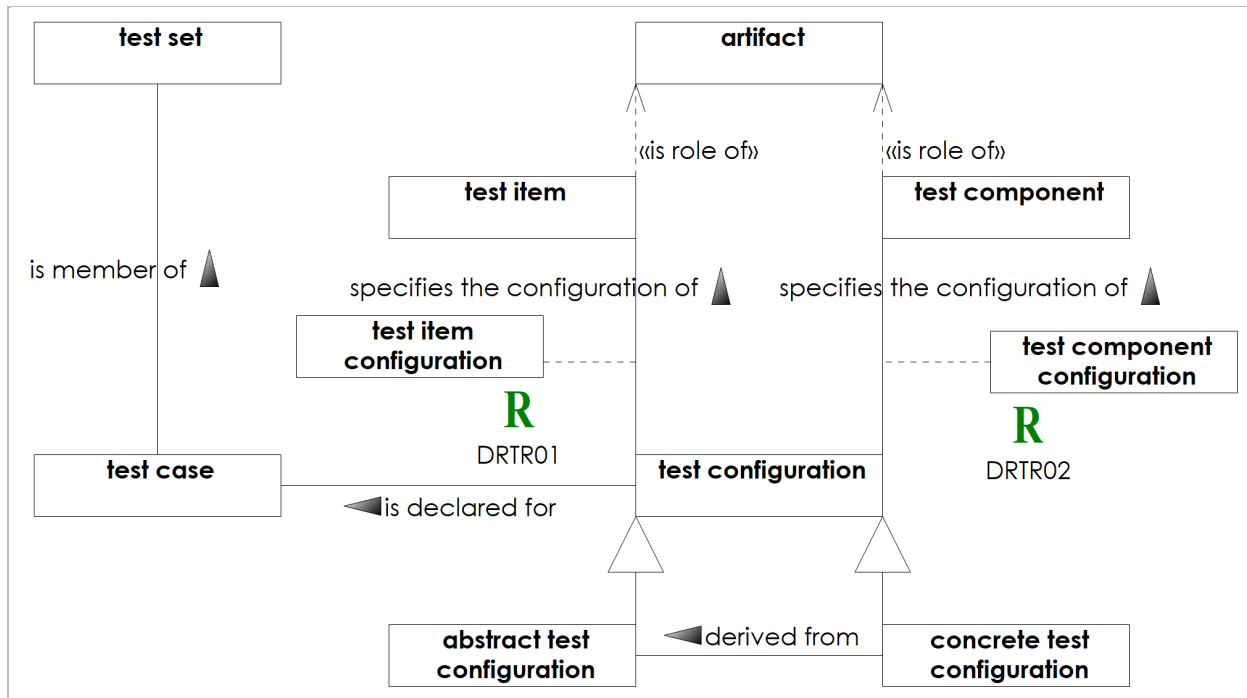 test set
artifact
«is role of»
«is role of»
test item
test component
is member of
specifies the configuration of
specifies the configuration of
test item
configuration
test component
configuration
R
DRTR01
R
DRTR02
test case
test configuration
is declared for
abstract test
configuration
derived from
concrete test
configuration